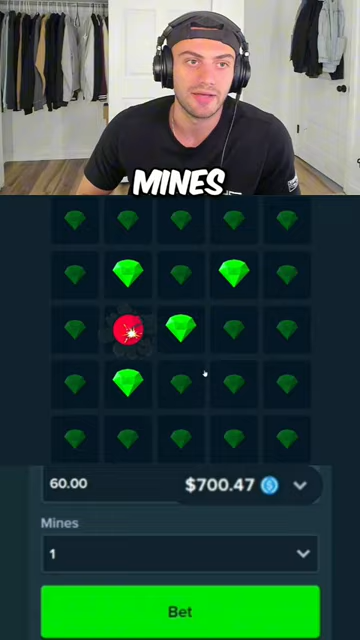 MINES
60.00
$700.47
Mines
1
Bet